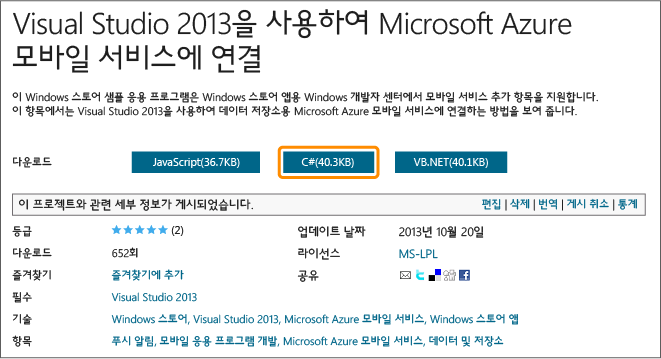 Visual Studio 2013을 사용하여 Microsoft Azure
모바일 서비스에 연결
이 Windows 스토어 샘플 응용 프로그램은 Windows 스토어 앱용 Windows 개발자 센터에서 모바일 서비스 추가 항목을 지원합니다.
이 항목에서는 Visual Studio 2013을 사용하여 데이터 저장소용 Microsoft Azure 모바일 서비스에 연결하는 방법을 보여 줍니다.
다운로드 JavaScript(36.7KB) C#(40.3KB) VB.NET(40.1KB)
이 프로젝트와 관련 세부 정보가 게시되었습니다. 편집 | 삭제 | 번역 | 게시 취소 | 통계
등급 ★★★★★ (2) 업데이트 날짜 2013년 10월 20일
다운로드 652회 라이선스 MS-LPL
즐겨찾기 즐겨찾기에 추가 공유
필수 Visual Studio 2013
기술 Windows 스토어, Visual Studio 2013, Microsoft Azure 모바일 서비스, Windows 스토어 앱
항목 푸시 알림, 모바일 응용 프로그램 개발, Microsoft Azure 모바일 서비스, 데이터 및 저장소